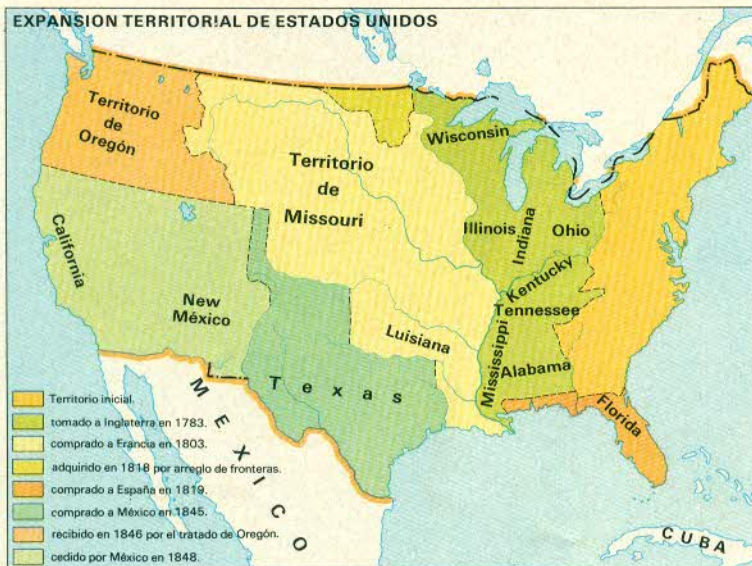 EXPANSION TERRITORIAL DE ESTADOS UNIDOS
Territorio
de
Oregón
Territorio
de
Missouri
Wisconsin
Illinois
Indiana
Ohio
California
Kentucky
New
México
Tennessee
Luisiana
Mississippi
Alabama
Texas
Florida
MEXICO
CUBA
Territorio inicial.
tomado a Inglaterra en 1783.
comprado a Francia en 1803.
adquirido en 1818 por arreglo de fronteras.
comprado a España en 1819.
comprado a México en 1845.
recibido en 1846 por el tratado de Oregón.
cedido por México en 1848.